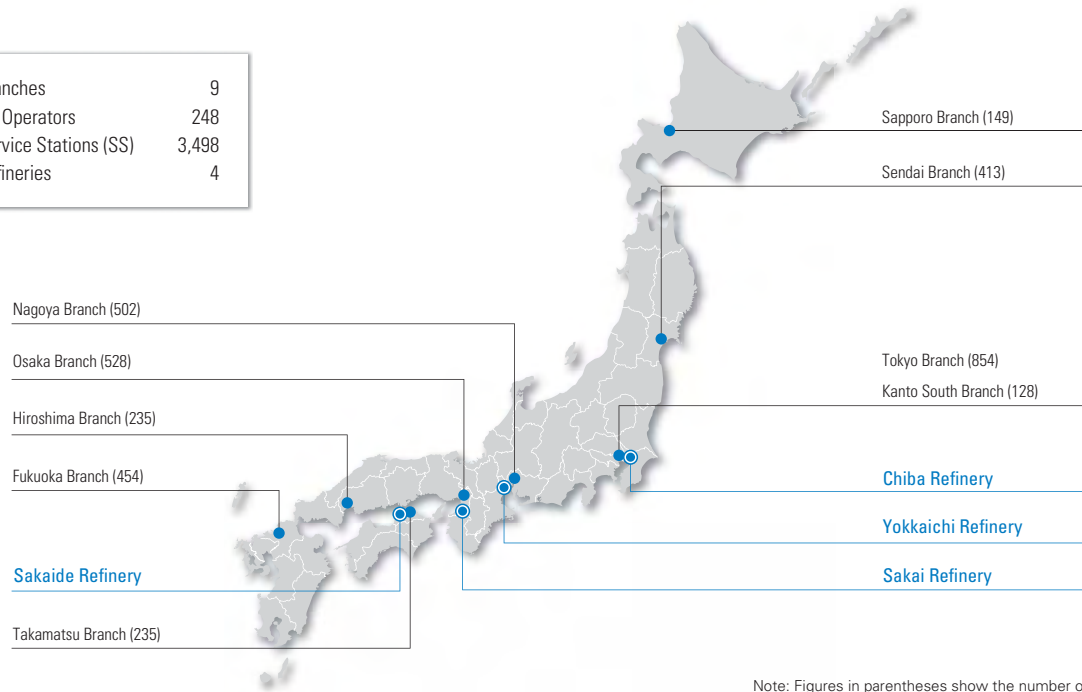 anches 9
Operators 248
rvice Stations (SS) 3,498
fineries 4
Sapporo Branch (149)
Sendai Branch (413)
Nagoya Branch (502)
Osaka Branch (528)
Tokyo Branch (854)
Kanto South Branch (128)
Hiroshima Branch (235)
Fukuoka Branch (454)
Chiba Refinery
Yokkaichi Refinery
Sakaide Refinery
Sakai Refinery
Takamatsu Branch (235)
Note: Figures in parentheses show the number o